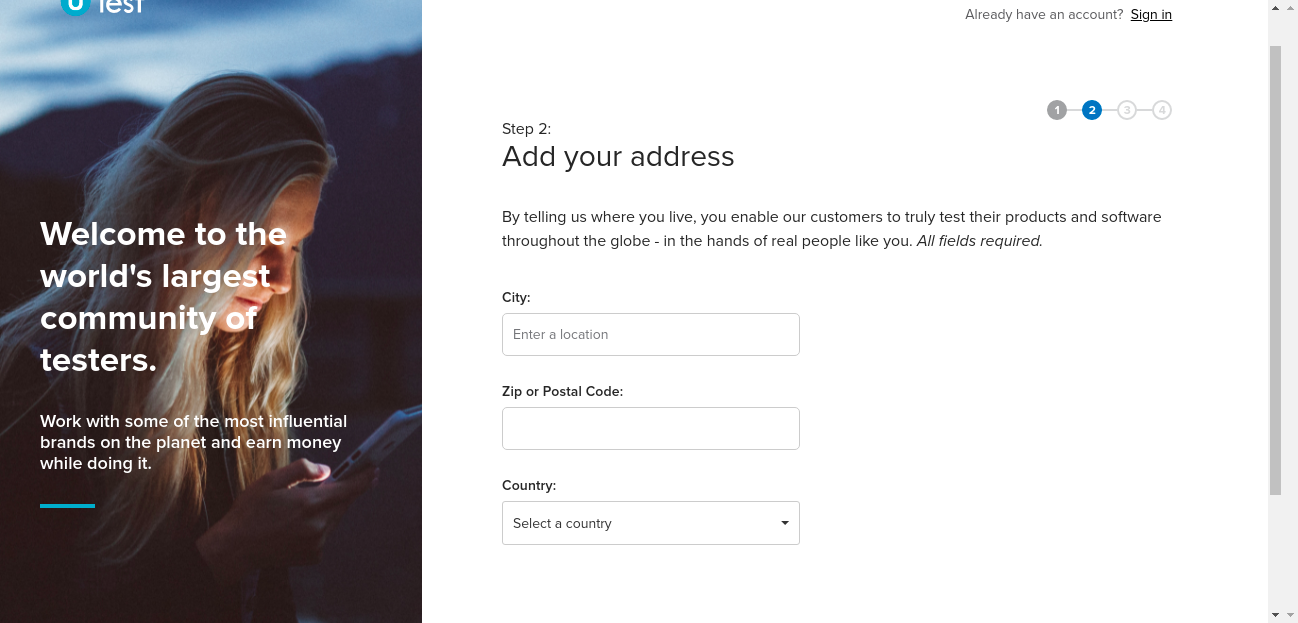 uTest
Already have an account? Sign in
1 2 3 4
Step 2:
Add your address
By telling us where you live, you enable our customers to truly test their products and software
throughout the globe - in the hands of real people like you. All fields required.
City:
Enter a location
Zip or Postal Code:
Country:
Select a country
Welcome to the
world's largest
community of
testers.
Work with some of the most influential
brands on the planet and earn money
while doing it.